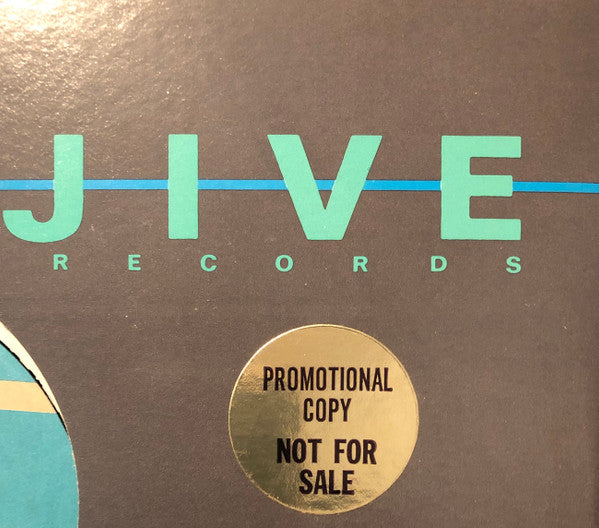 JIVE
RECORDS
PROMOTIONAL
COPY
NOT FOR
SALE